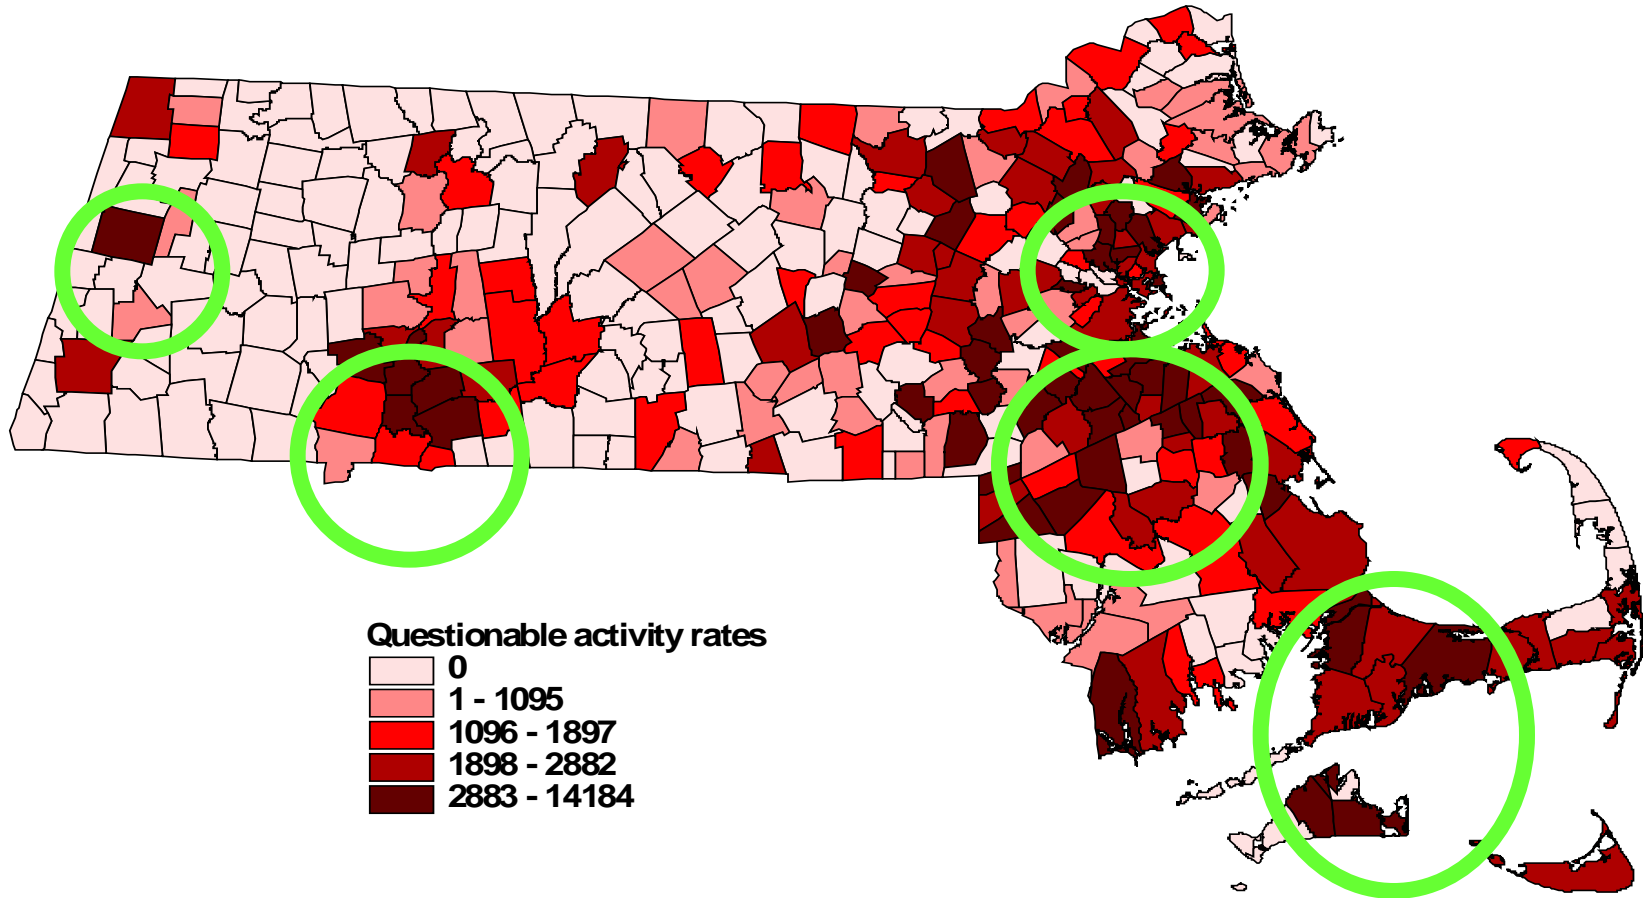 Questionable activity rates
0
1 - 1095
1096 - 1897
1898 - 2882
2883 - 14184